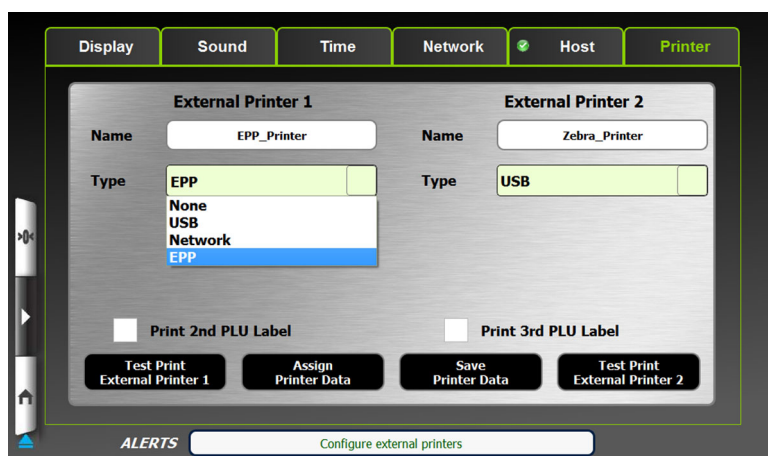 Display Sound Time Network Host Printer
External Printer 1 External Printer 2
Name EPP_Printer Name Zebra_Printer
Type EPP Type USB
None
USB
Network
EPP
>0<
Print 2nd PLU Label Print 3rd PLU Label
Test Print External Printer 1
Assign Printer Data
Save Printer Data
Test Print External Printer 2
ALERTS Configure external printers